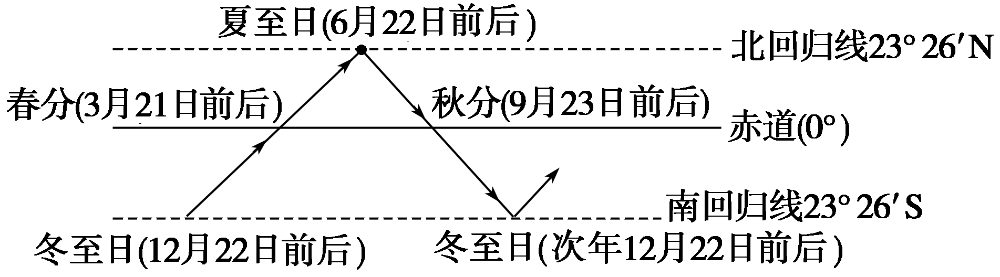 夏至日(6月22日前后)
北回归线23°26′N
春分(3月21日前后)
秋分(9月23日前后)
赤道(0°)
南回归线23°26′S
冬至日(12月22日前后)
冬至日(次年12月22日前后)